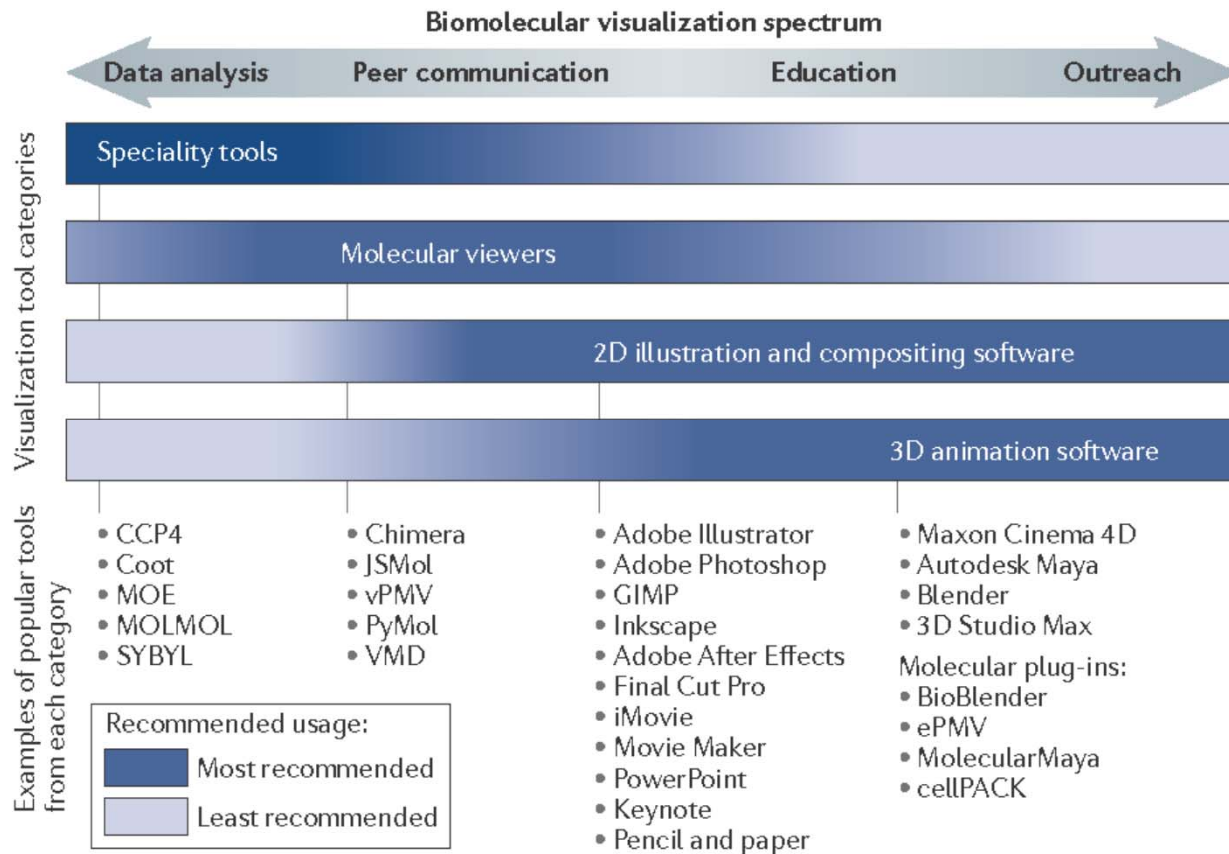 Biomolecular visualization spectrum
Data analysis Peer communication Education Outreach
Visualization tool categories
Speciality tools
Molecular viewers
2D illustration and compositing software
3D animation software
Examples of popular tools
from each category
• CCP4
• Coot
• MOE
• MOLMOL
• SYBYL
• Chimera
• JSMol
• vPMV
• PyMol
• VMD
• Adobe Illustrator
• Adobe Photoshop
• GIMP
• Inkscape
• Adobe After Effects
• Final Cut Pro
• iMovie
• Movie Maker
• PowerPoint
• Keynote
• Pencil and paper
• Maxon Cinema 4D
• Autodesk Maya
• Blender
• 3D Studio Max
Molecular plug-ins:
• BioBlender
• ePMV
• MolecularMaya
• cellPACK
Recommended usage:
Most recommended
Least recommended